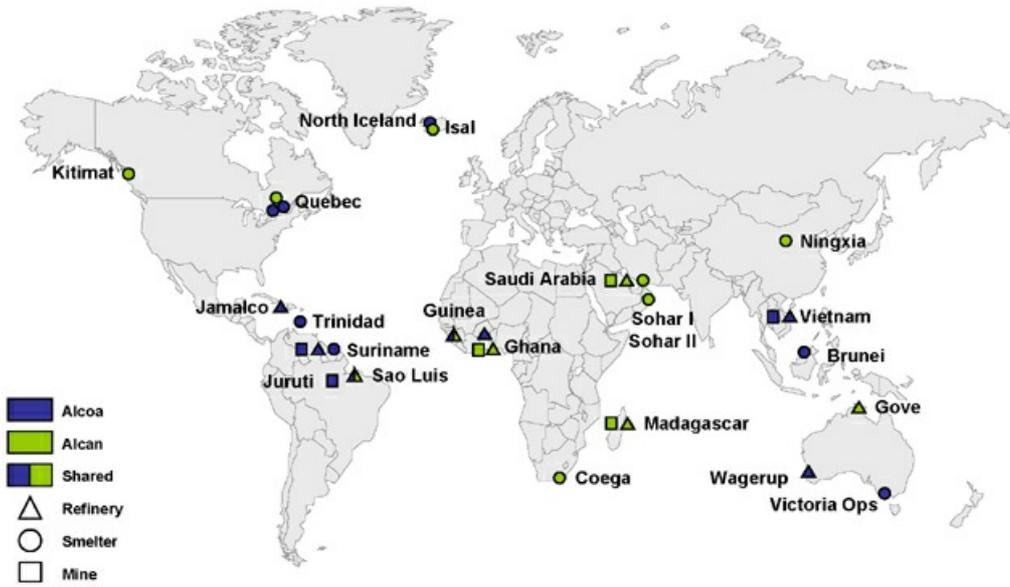 North Iceland
Isal
Kitimat
Quebec
Ningxia
Saudi Arabia
Jamalco
Guinea
Sohar I
Sohar II
Vietnam
Trinidad
Ghana
Suriname
Brunei
Juruti
Sao Luis
Alcoa
Gove
Alcan
Madagascar
Shared
Coega
Wagerup
Victoria Ops
Refinery
Smelter
Mine